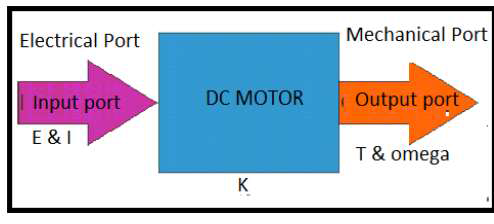 Electrical Port
Mechanical Port
Input port
DC MOTOR
Output port
E & I
T & omega
K